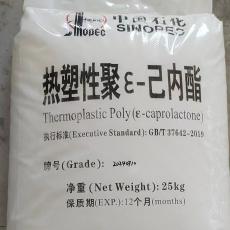 中国石化
SINOPEC SINOPEC
热塑性聚ε-己内酯
Thermoplastic Poly(ε-caprolactone)
执行标准(Executive Standard): GB/T 37642-2019
牌号(Grade): 20240810
净重(Net Weight): 25kg
保质期(EXP.): 12个月(months)